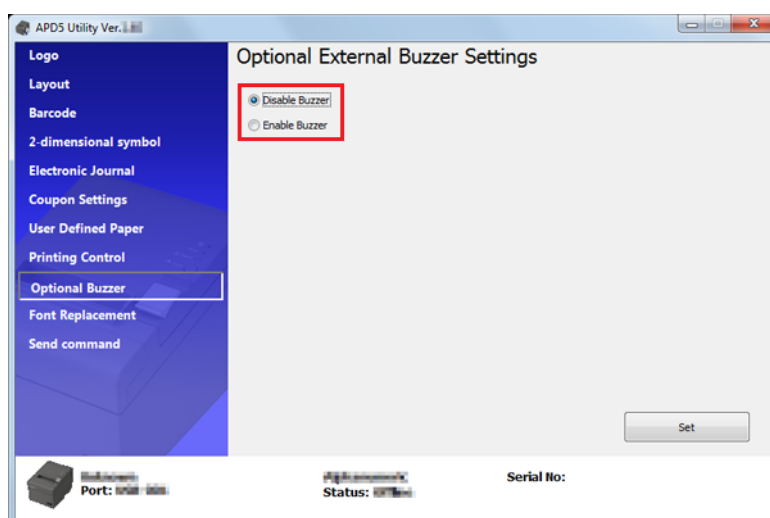 APD5 Utility Ver.
Logo
Layout
Barcode
2-dimensional symbol
Electronic Journal
Coupon Settings
User Defined Paper
Printing Control
Optional Buzzer
Font Replacement
Send command
Optional External Buzzer Settings
Disable Buzzer
Enable Buzzer
Set
Port:
Status:
Serial No: